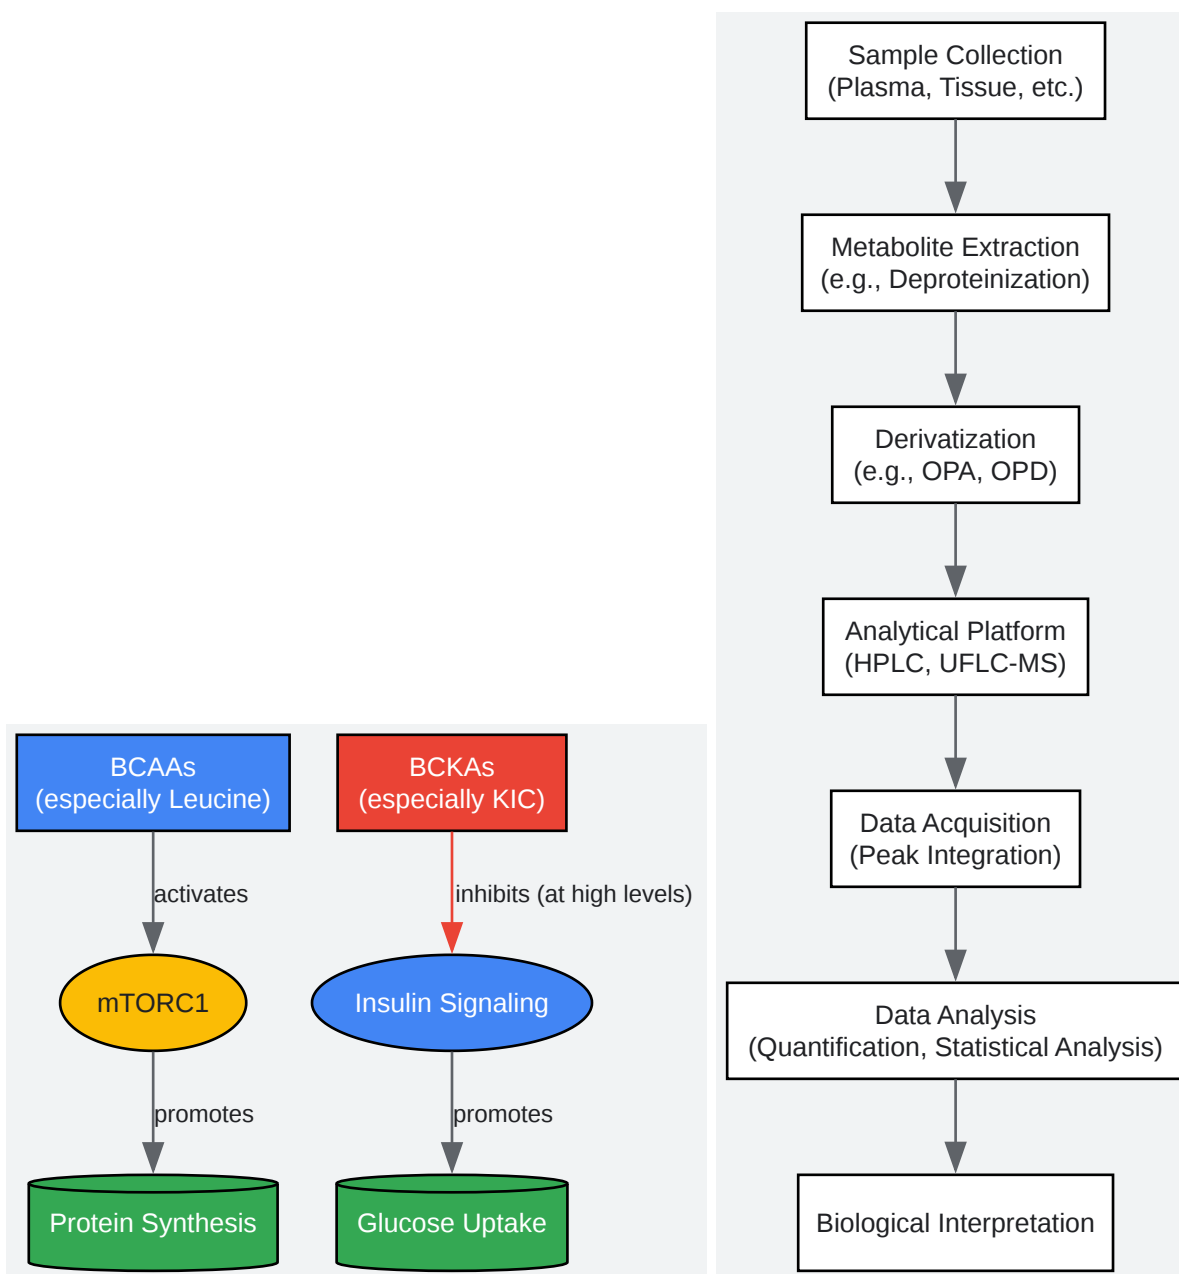 Sample Collection
(Plasma, Tissue, etc.)
Metabolite Extraction
(e.g., Deproteinization)
Derivatization
(e.g., OPA, OPD)
Analytical Platform
(HPLC, UFLC-MS)
Data Acquisition
(Peak Integration)
Data Analysis
(Quantification, Statistical Analysis)
Biological Interpretation
BCAAs
(especially Leucine)
activates
mTORC1
promotes
Protein Synthesis
BCKAs
(especially KIC)
inhibits (at high levels)
Insulin Signaling
promotes
Glucose Uptake